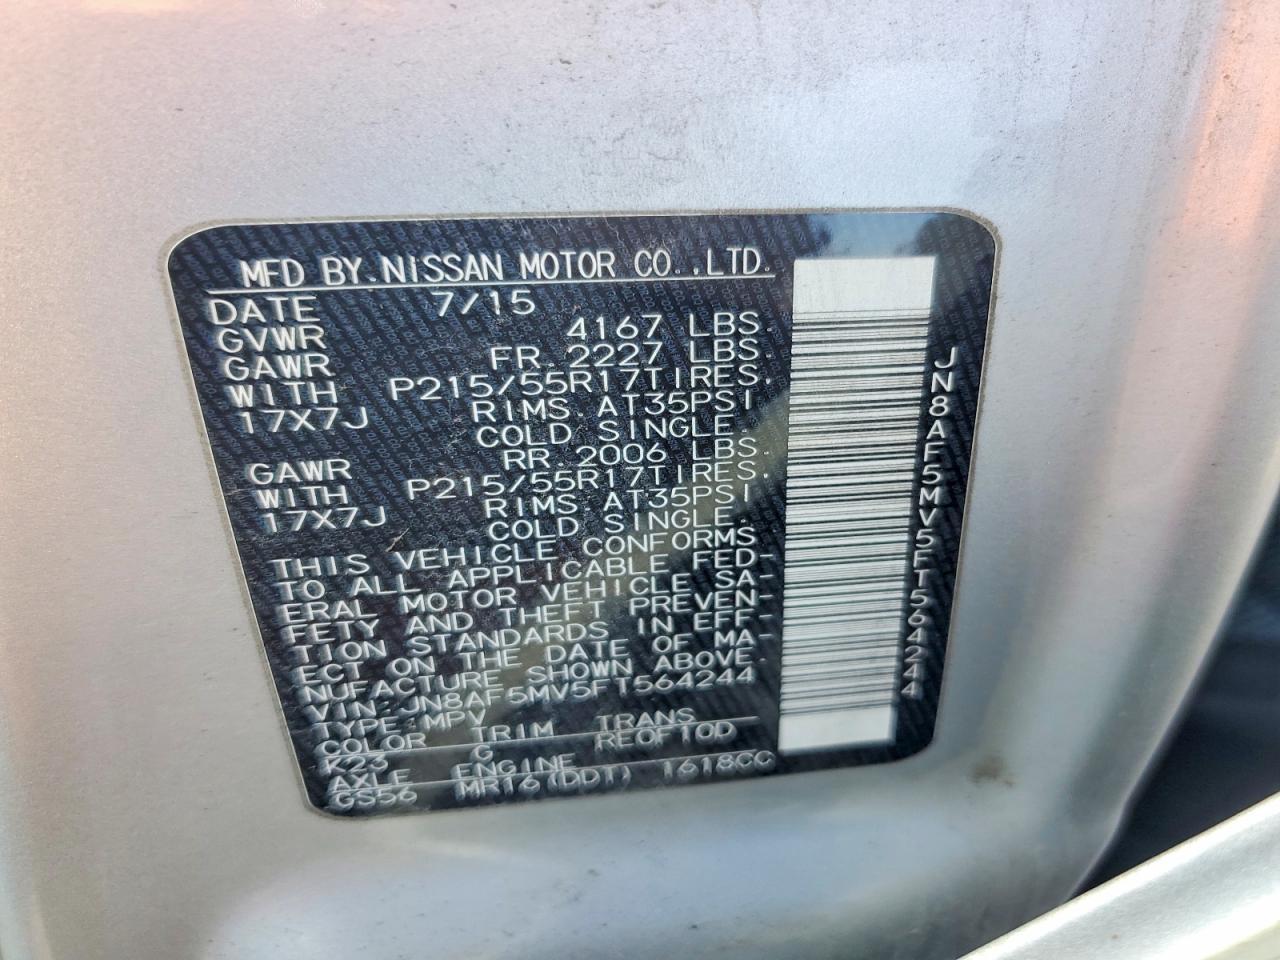 MFD BY.NISSAN MOTOR CO.,LTD.
DATE 7/15
GVWR 4167 LBS.
GAWR FR.2227 LBS.
WITH P215/55R17TIRES.
17X7J RIMS.AT35PSI
COLD SINGLE.
GAWR RR.2006 LBS.
WITH P215/55R17TIRES.
17X7J RIMS.AT35PSI
COLD SINGLE.
THIS VEHICLE CONFORMS
TO ALL APPLICABLE FED-
ERAL MOTOR VEHICLE SA-
FETY AND THEFT PREVEN-
TION STANDARDS IN EFF-
ECT ON THE DATE OF MA-
NUFACTURE SHOWN ABOVE.
VIN:JN8AF5MV5FT564244
TYPE:MPV
COLOR TRIM TRANS
K23 G REOF10D
AXLE ENGINE
GS56 MR16(DDT) 1618CC
JN8AF5MV5FT564244